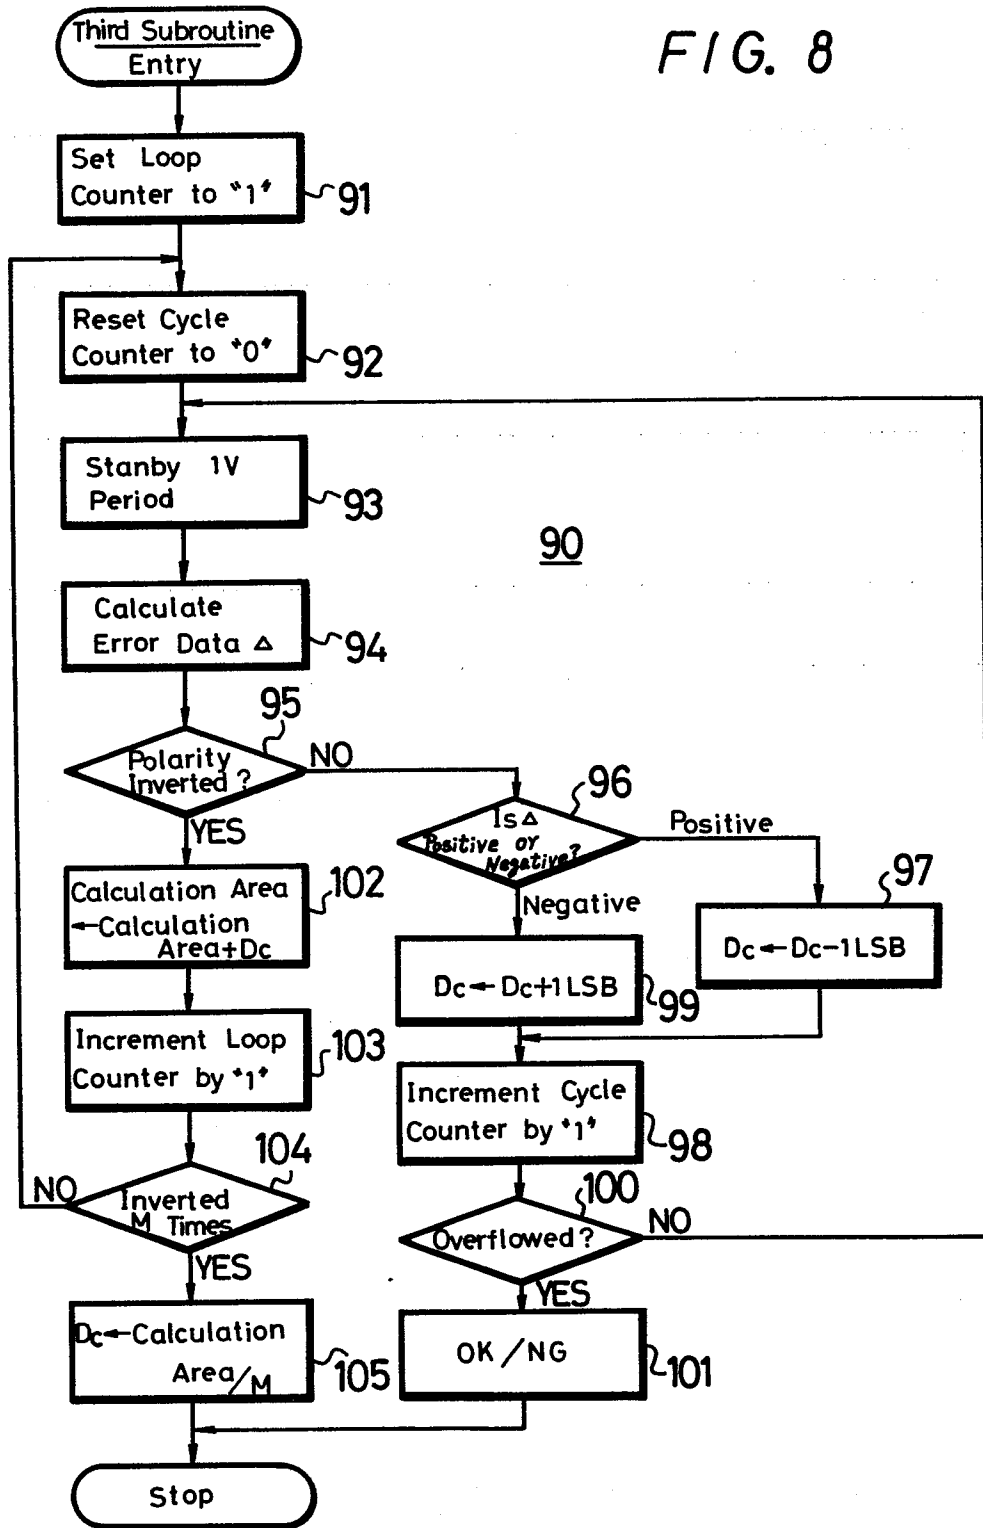 FIG. 8
Third Subroutine
Entry
Set Loop
Counter to "1"
91
Reset Cycle
Counter to "0"
92
Stanby 1V
Period
93
90
Calculate
Error Data Δ
94
95
Polarity
Inverted?
NO
YES
96
Is Δ
Positive or
Negative?
Positive
Negative
97
Dc←Dc-1LSB
Dc←Dc+1LSB
99
102
Calculation Area
←Calculation
Area+Dc
Increment Loop
Counter by "1"
103
Increment Cycle
Counter by "1"
98
104
Inverted
M Times
NO
YES
100
Overflowed?
NO
YES
Dc←Calculation
Area/M
105
OK/NG
101
Stop